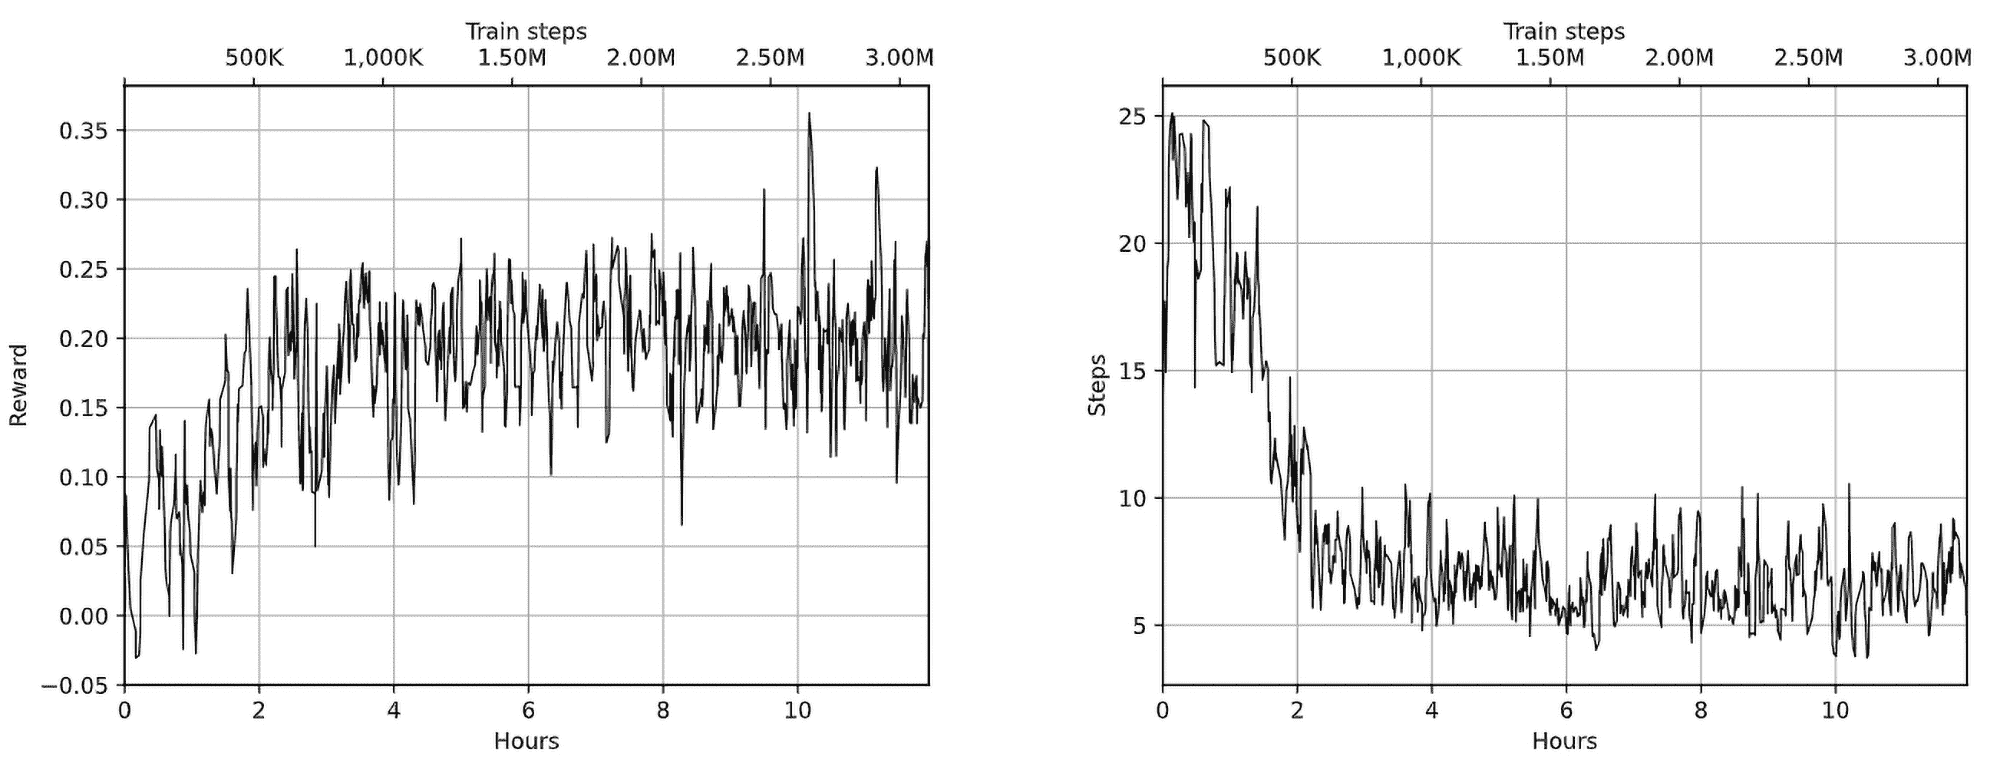 Train steps
500K 1,000K 1.50M 2.00M 2.50M 3.00M
0.35
0.30
0.25
0.20
0.15
0.10
0.05
0.00
−0.05
Reward
0 2 4 6 8 10
Hours
Train steps
500K 1,000K 1.50M 2.00M 2.50M 3.00M
25
20
15
10
5
Steps
0 2 4 6 8 10
Hours